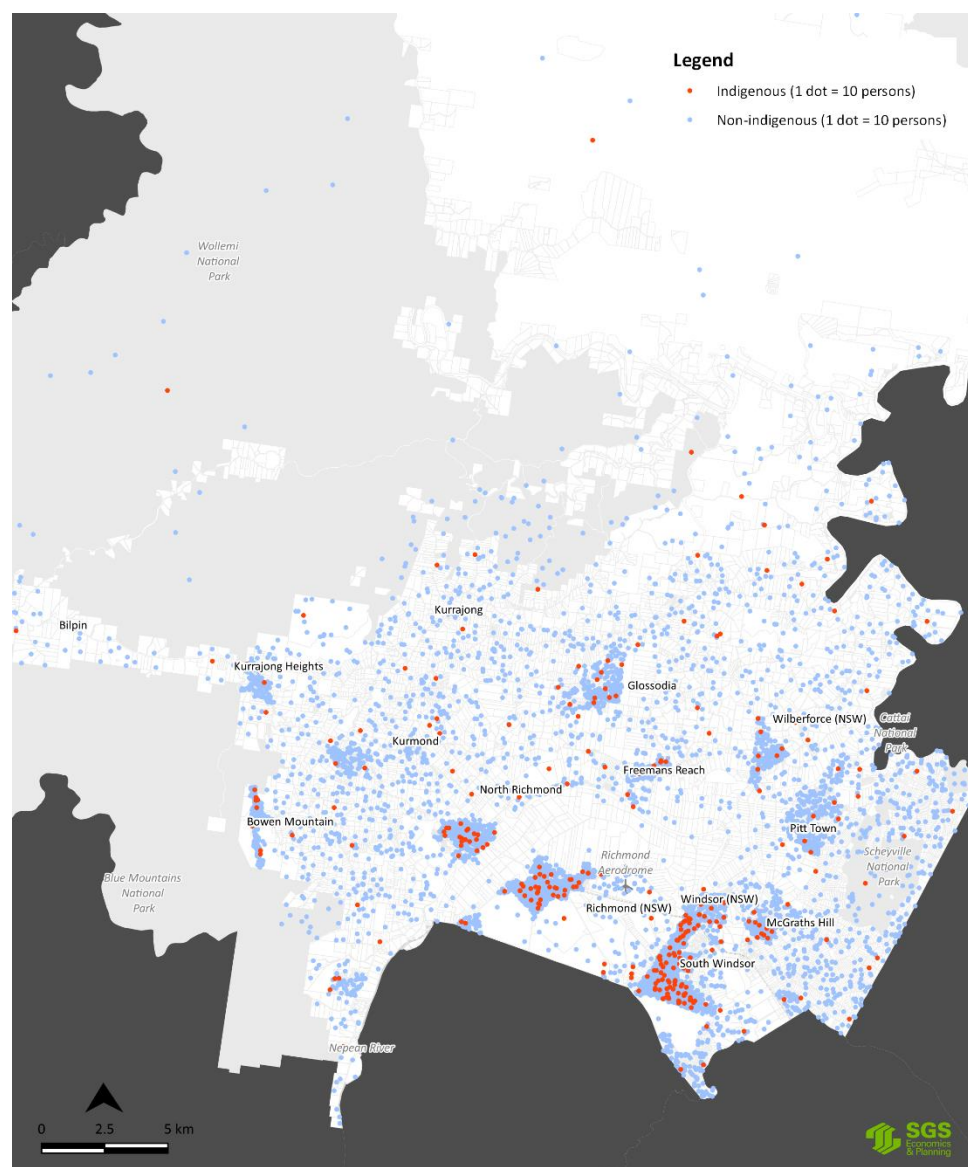 Legend
Indigenous (1 dot = 10 persons)
Non-indigenous (1 dot = 10 persons)
Wollemi
National
Park
Kurrajong
Bilpin
Kurrajong Heights
Glossodia
Wilberforce (NSW)
Cattai
National
Park
Kurmond
Freemans Reach
North Richmond
Bowen Mountain
Pitt Town
Richmond
Aerodrome
Scheyville
National
Park
Blue Mountains
National
Park
Windsor (NSW)
Richmond (NSW)
McGraths Hill
South Windsor
Nepean River
0 2.5 5 km
SGS
Economics
& Planning